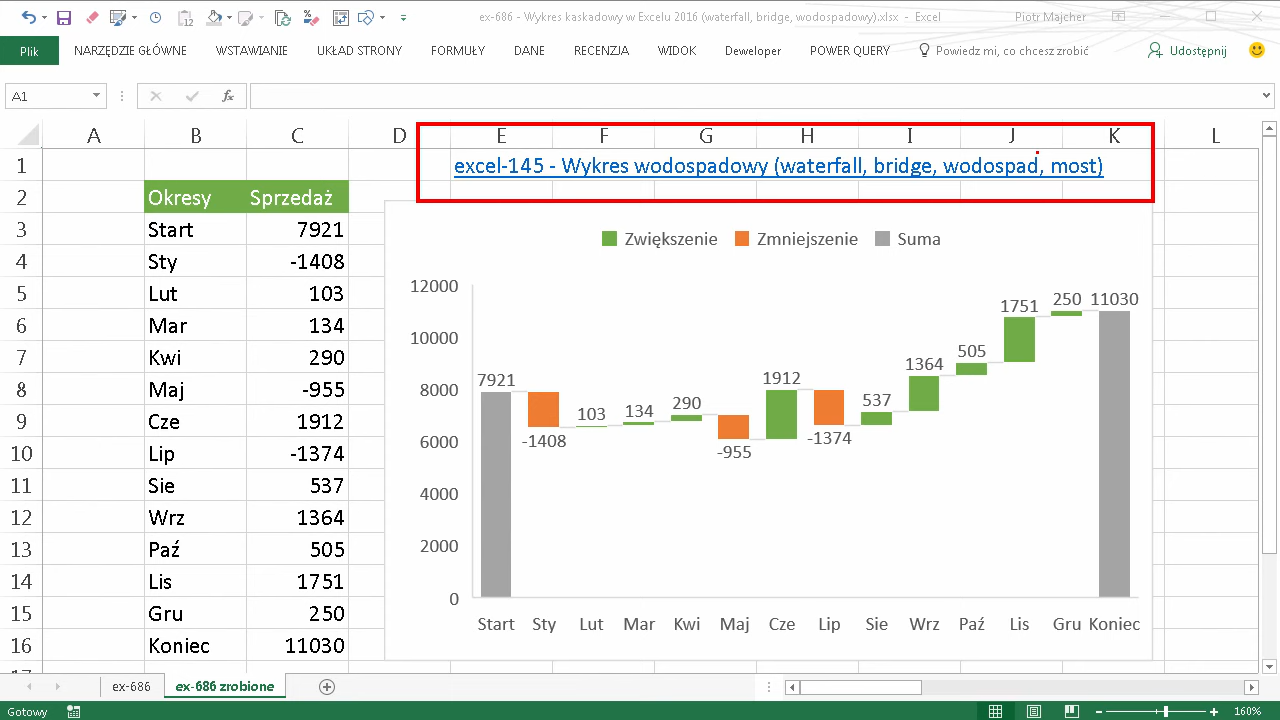 ex-686 - Wykres kaskadowy w Excelu 2016 (waterfall, bridge, wodospadowy).xlsx - Excel Piotr Majcher
Plik NARZĘDZIE GŁÓWNE WSTAWIANIE UKŁAD STRONY FORMUŁY DANE RECENZJA WIDOK Deweloper POWER QUERY Powiedz mi, co chcesz zrobić Udostępnij
A1 fx
A B C D E F G H I J K L
1 excel-145 - Wykres wodospadowy (waterfall, bridge, wodospad, most)
2 Okresy Sprzedaż
3 Start 7921
4 Sty -1408
5 Lut 103
6 Mar 134
7 Kwi 290
8 Maj -955
9 Cze 1912
10 Lip -1374
11 Sie 537
12 Wrz 1364
13 Paź 505
14 Lis 1751
15 Gru 250
16 Koniec 11030
Zwiększenie Zmniejszenie Suma
12000
10000
8000
6000
4000
2000
0
7921 -1408 103 134 290 -955 1912 -1374 537 1364 505 1751 250 11030
Start Sty Lut Mar Kwi Maj Cze Lip Sie Wrz Paź Lis Gru Koniec
ex-686 ex-686 zrobione
Gotowy 160%